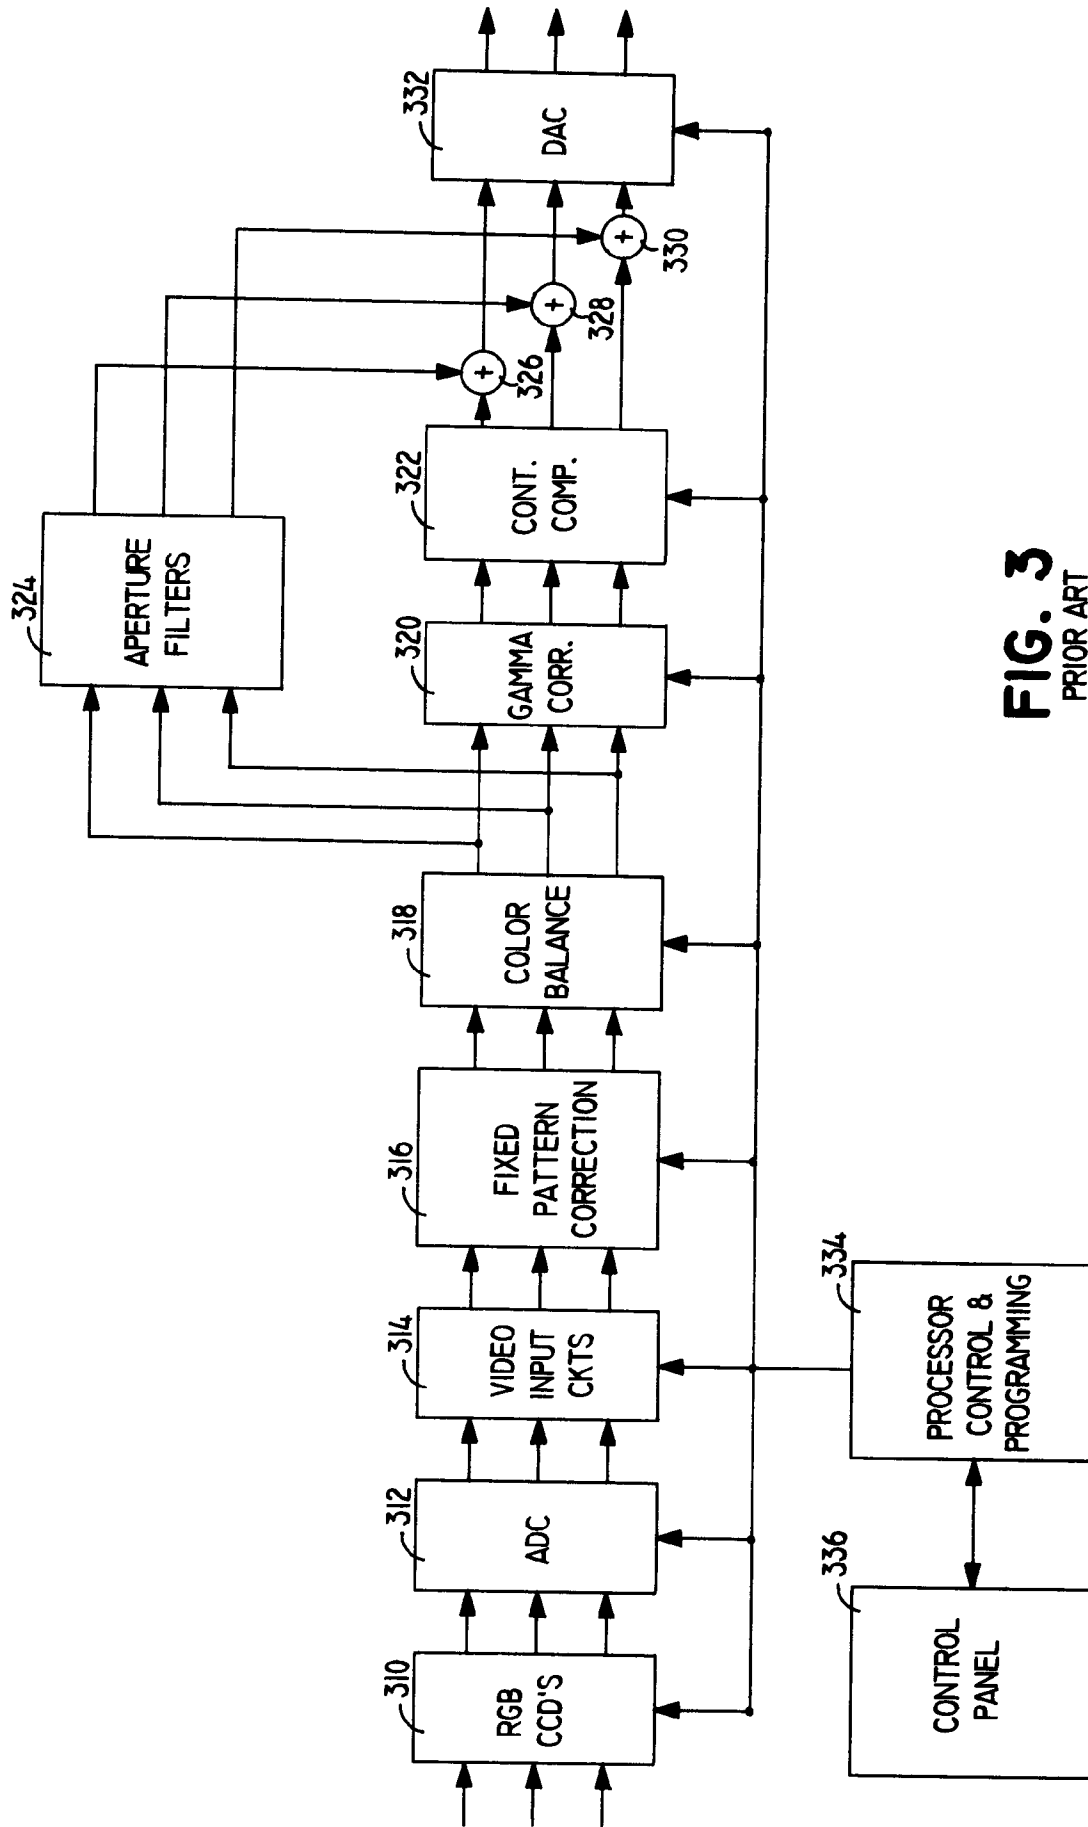 324
APERTURE
FILTERS
310
RGB
CCD'S
312
ADC
314
VIDEO
INPUT
CKTS
316
FIXED
PATTERN
CORRECTION
318
COLOR
BALANCE
320
GAMMA
CORR.
322
CONT.
COMP.
+
326
+
328
+
330
332
DAC
336
CONTROL
PANEL
334
PROCESSOR
CONTROL &
PROGRAMMING
FIG. 3
PRIOR ART